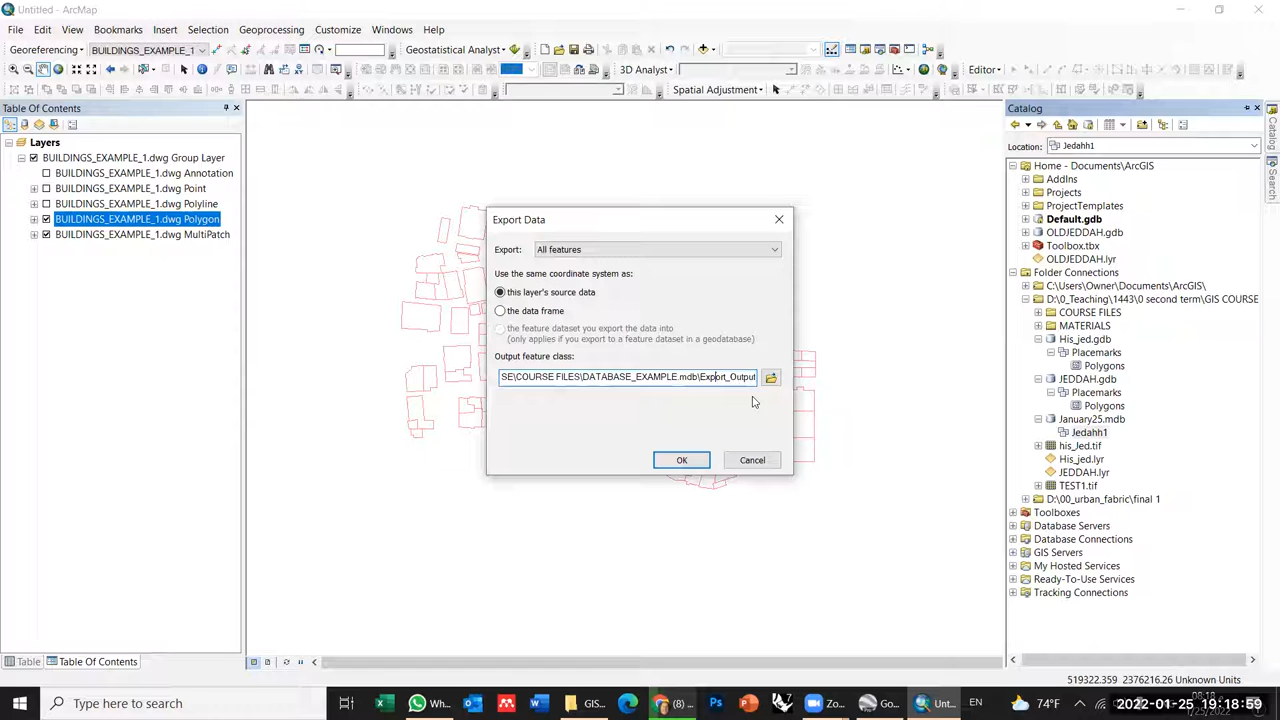 Untitled - ArcMap
File Edit View Bookmarks Insert Selection Geoprocessing Customize Windows Help
Georeferencing BUILDINGS_EXAMPLE_1 Geostatistical Analyst
3D Analyst Editor
Spatial Adjustment
Table Of Contents
Layers
BUILDINGS_EXAMPLE_1.dwg Group Layer
BUILDINGS_EXAMPLE_1.dwg Annotation
BUILDINGS_EXAMPLE_1.dwg Point
BUILDINGS_EXAMPLE_1.dwg Polyline
BUILDINGS_EXAMPLE_1.dwg Polygon
BUILDINGS_EXAMPLE_1.dwg MultiPatch
Table
Table Of Contents
Export Data
Export: All features
Use the same coordinate system as:
this layer's source data
the data frame
the feature dataset you export the data into
(only applies if you export to a feature dataset in a geodatabase)
Output feature class:
SE\COURSE FILES\DATABASE_EXAMPLE.mdb\Export_Output
OK Cancel
Catalog
Location: Jedahh1
Home - Documents\ArcGIS
AddIns
Projects
ProjectTemplates
Default.gdb
OLDJEDDAH.gdb
Toolbox.tbx
OLDJEDDAH.lyr
Folder Connections
C:\Users\Owner\Documents\ArcGIS\
D:\0_Teaching\1443\0 second term\GIS COURSE
COURSE FILES
MATERIALS
His_jed.gdb
Placemarks
Polygons
JEDDAH.gdb
Placemarks
Polygons
January25.mdb
Jedahh1
his_Jed.tif
His_jed.lyr
JEDDAH.lyr
TEST1.tif
D:\00_urban_fabric\final 1
Toolboxes
Database Servers
Database Connections
GIS Servers
My Hosted Services
Ready-To-Use Services
Tracking Connections
Catalog
Search
519322.359 2376216.26 Unknown Units
Type here to search
Wh...
GIS...
(8)
Zo...
Go...
Unt...
EN
74°F
2022-01-25 19:18:59